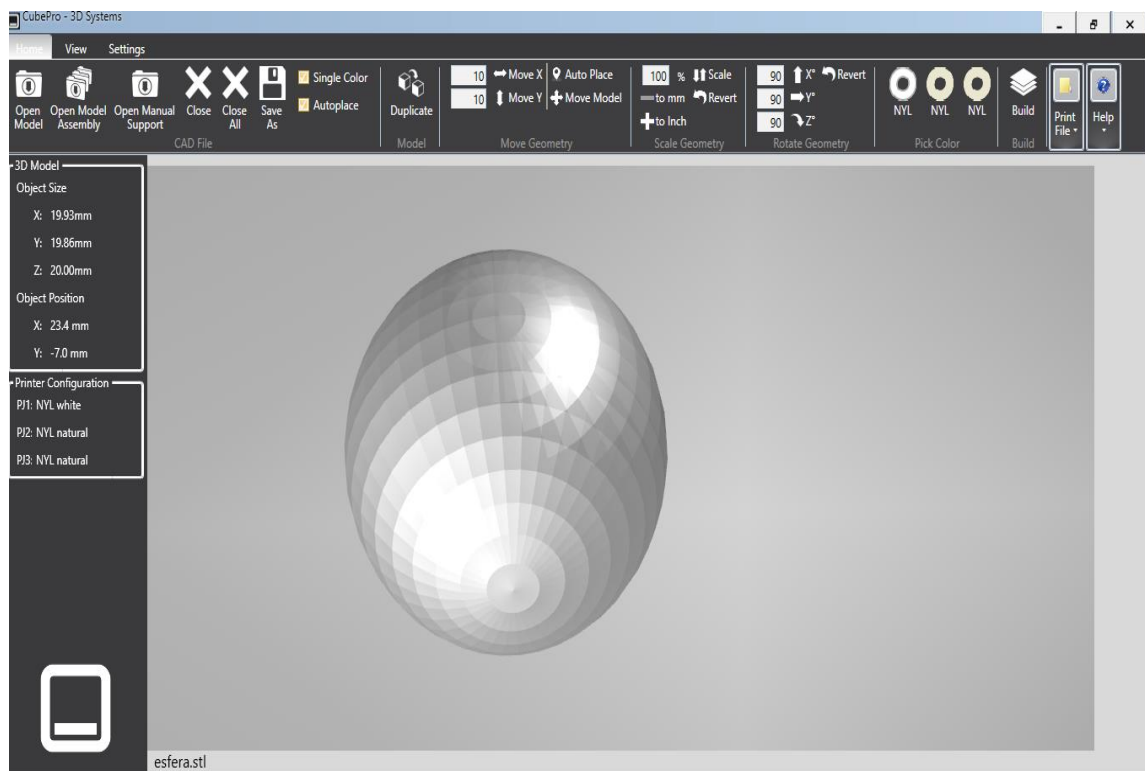 CubePro - 3D Systems
Home View Settings
Open Model
Open Model Assembly
Open Manual Support
Close
Close All
Save As
Single Color
Autoplace
CAD File
Duplicate
Model
10 Move X
10 Move Y
Auto Place
Move Model
Move Geometry
100 % Scale
to mm Revert
to Inch
Scale Geometry
90 X° Revert
90 Y°
90 Z°
Rotate Geometry
NYL NYL NYL
Pick Color
Build
Build
Print File
Help
3D Model
Object Size
X: 19.93mm
Y: 19.86mm
Z: 20.00mm
Object Position
X: 23.4 mm
Y: -7.0 mm
Printer Configuration
PJ1: NYL white
PJ2: NYL natural
PJ3: NYL natural
esfera.stl